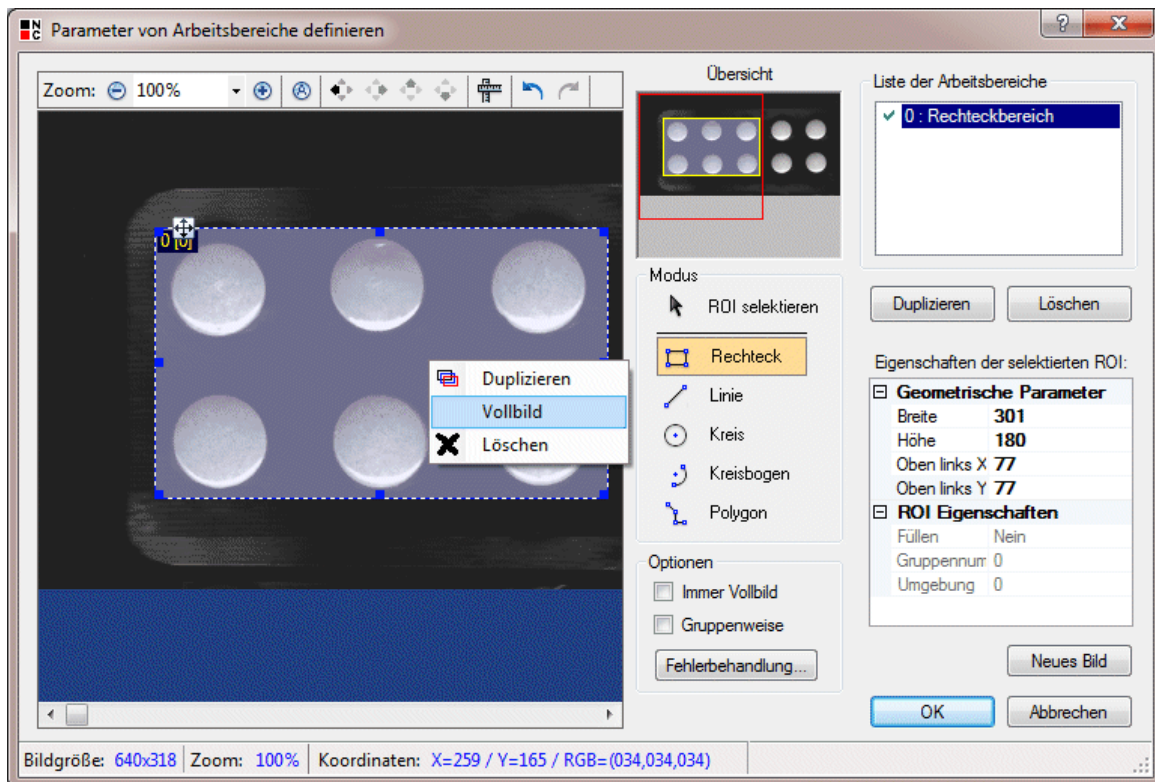 Parameter von Arbeitsbereiche definieren
Zoom: 100%
0 [0]
Duplizieren
Vollbild
Löschen
Übersicht
Modus
ROI selektieren
Rechteck
Linie
Kreis
Kreisbogen
Polygon
Optionen
Immer Vollbild
Gruppenweise
Fehlerbehandlung...
Liste der Arbeitsbereiche
0 : Rechteckbereich
Duplizieren Löschen
Eigenschaften der selektierten ROI:
Geometrische Parameter
Breite 301
Höhe 180
Oben links X 77
Oben links Y 77
ROI Eigenschaften
Füllen Nein
Gruppennum 0
Umgebung 0
Neues Bild
OK Abbrechen
Bildgröße: 640x318 Zoom: 100% Koordinaten: X=259 / Y=165 / RGB=(034,034,034)